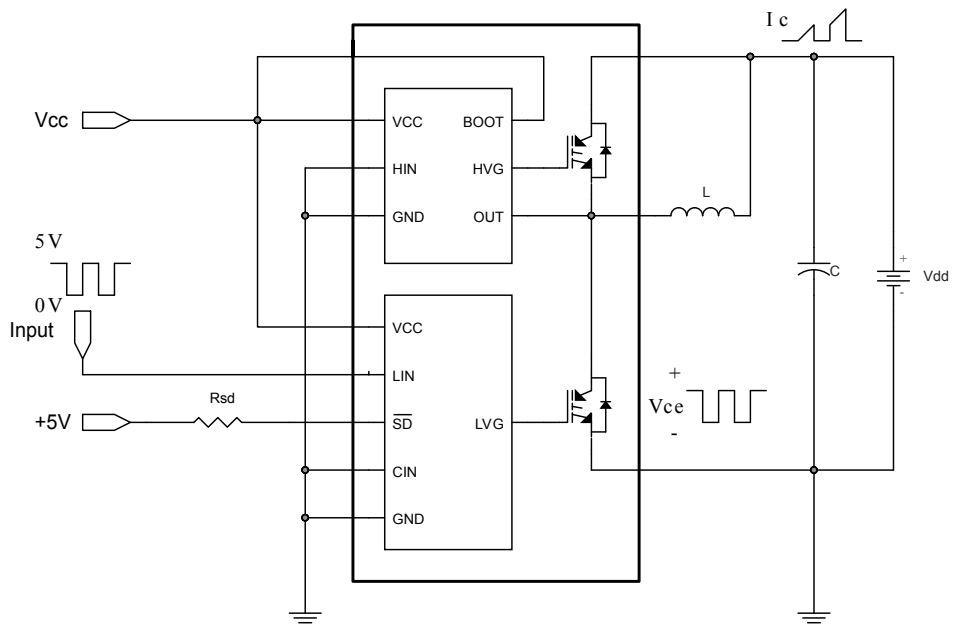 I c
Vcc
VCC
BOOT
HIN
HVG
GND
OUT
L
5 V
0 V
Input
C
+
Vdd
-
VCC
LIN
Rsd
+5V
SD
LVG
+
Vce
-
CIN
GND